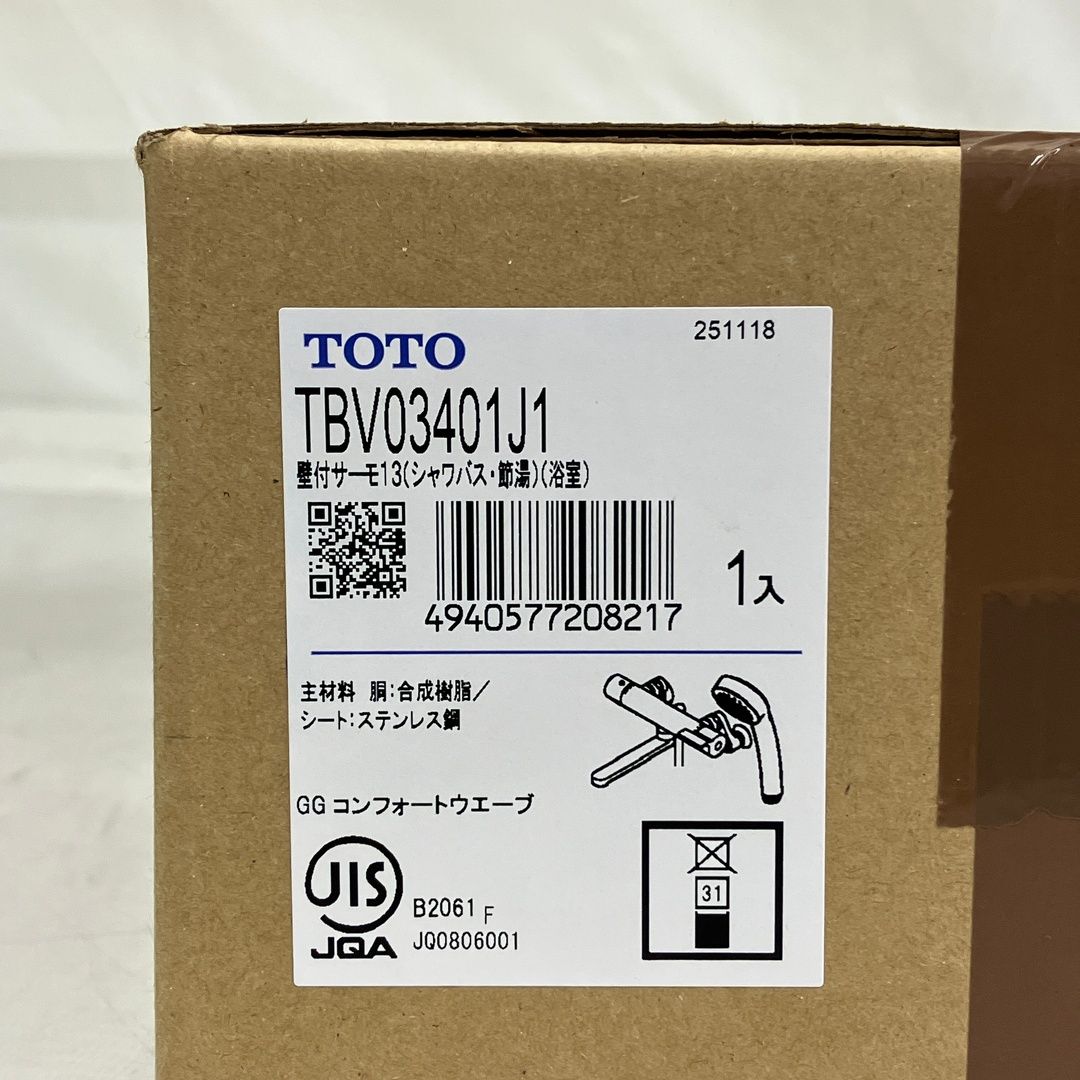 TOTO
251118
TBV03401J1
壁付サーモ13(シャワバス・節湯)(浴室)
4940577208217
1入
主材料 胴:合成樹脂/
シート:ステンレス鋼
GG コンフォートウエーブ
JIS
JQA
B2061 F
JQ0806001
31